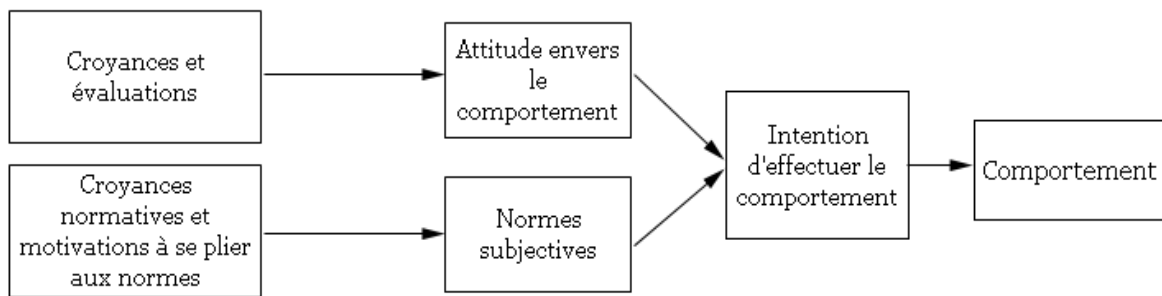 Croyances et
évaluations
Attitude envers
le
comportement
Croyances
normatives et
motivations à se plier
aux normes
Normes
subjectives
Intention
d'effectuer le
comportement
Comportement